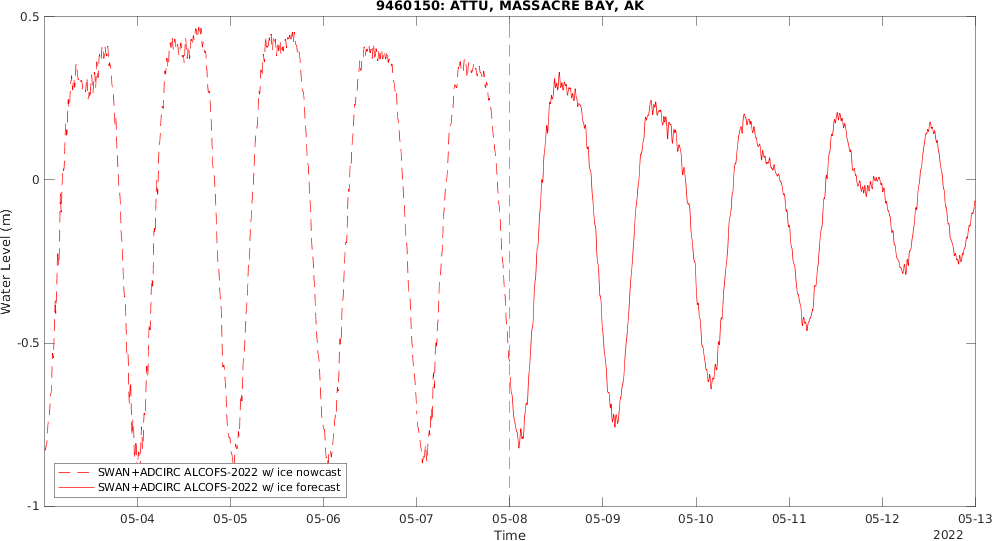 9460150: ATTU, MASSACRE BAY, AK
0.5
0
-0.5
-1
Water Level (m)
SWAN+ADCIRC ALCOFS-2022 w/ ice nowcast
SWAN+ADCIRC ALCOFS-2022 w/ ice forecast
05-04 05-05 05-06 05-07 05-08 05-09 05-10 05-11 05-12 05-13
Time
2022